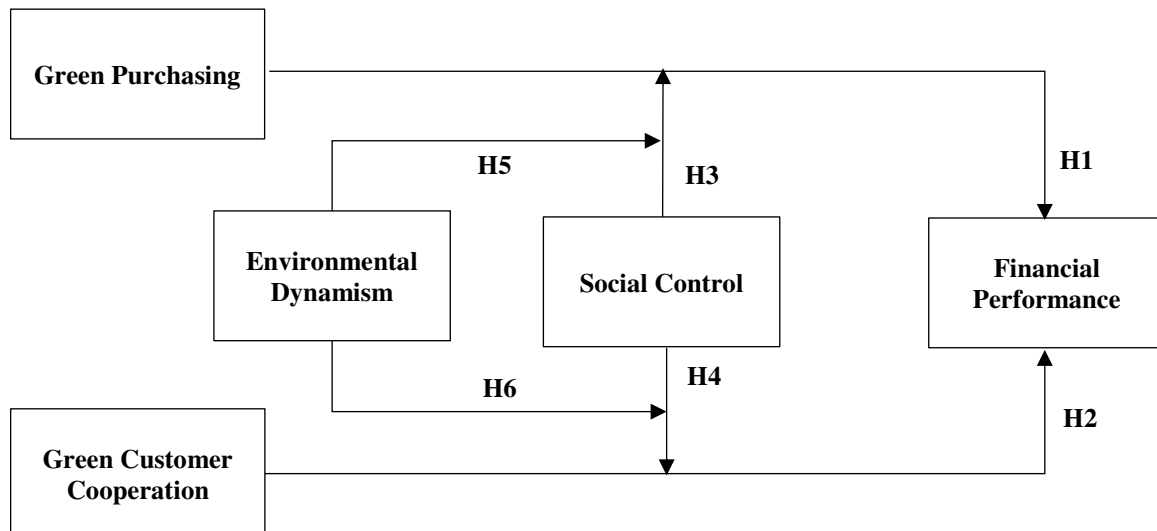 Green Purchasing
H1
H5
H3
Environmental
Dynamism
Social Control
Financial
Performance
H6
H4
H2
Green Customer
Cooperation